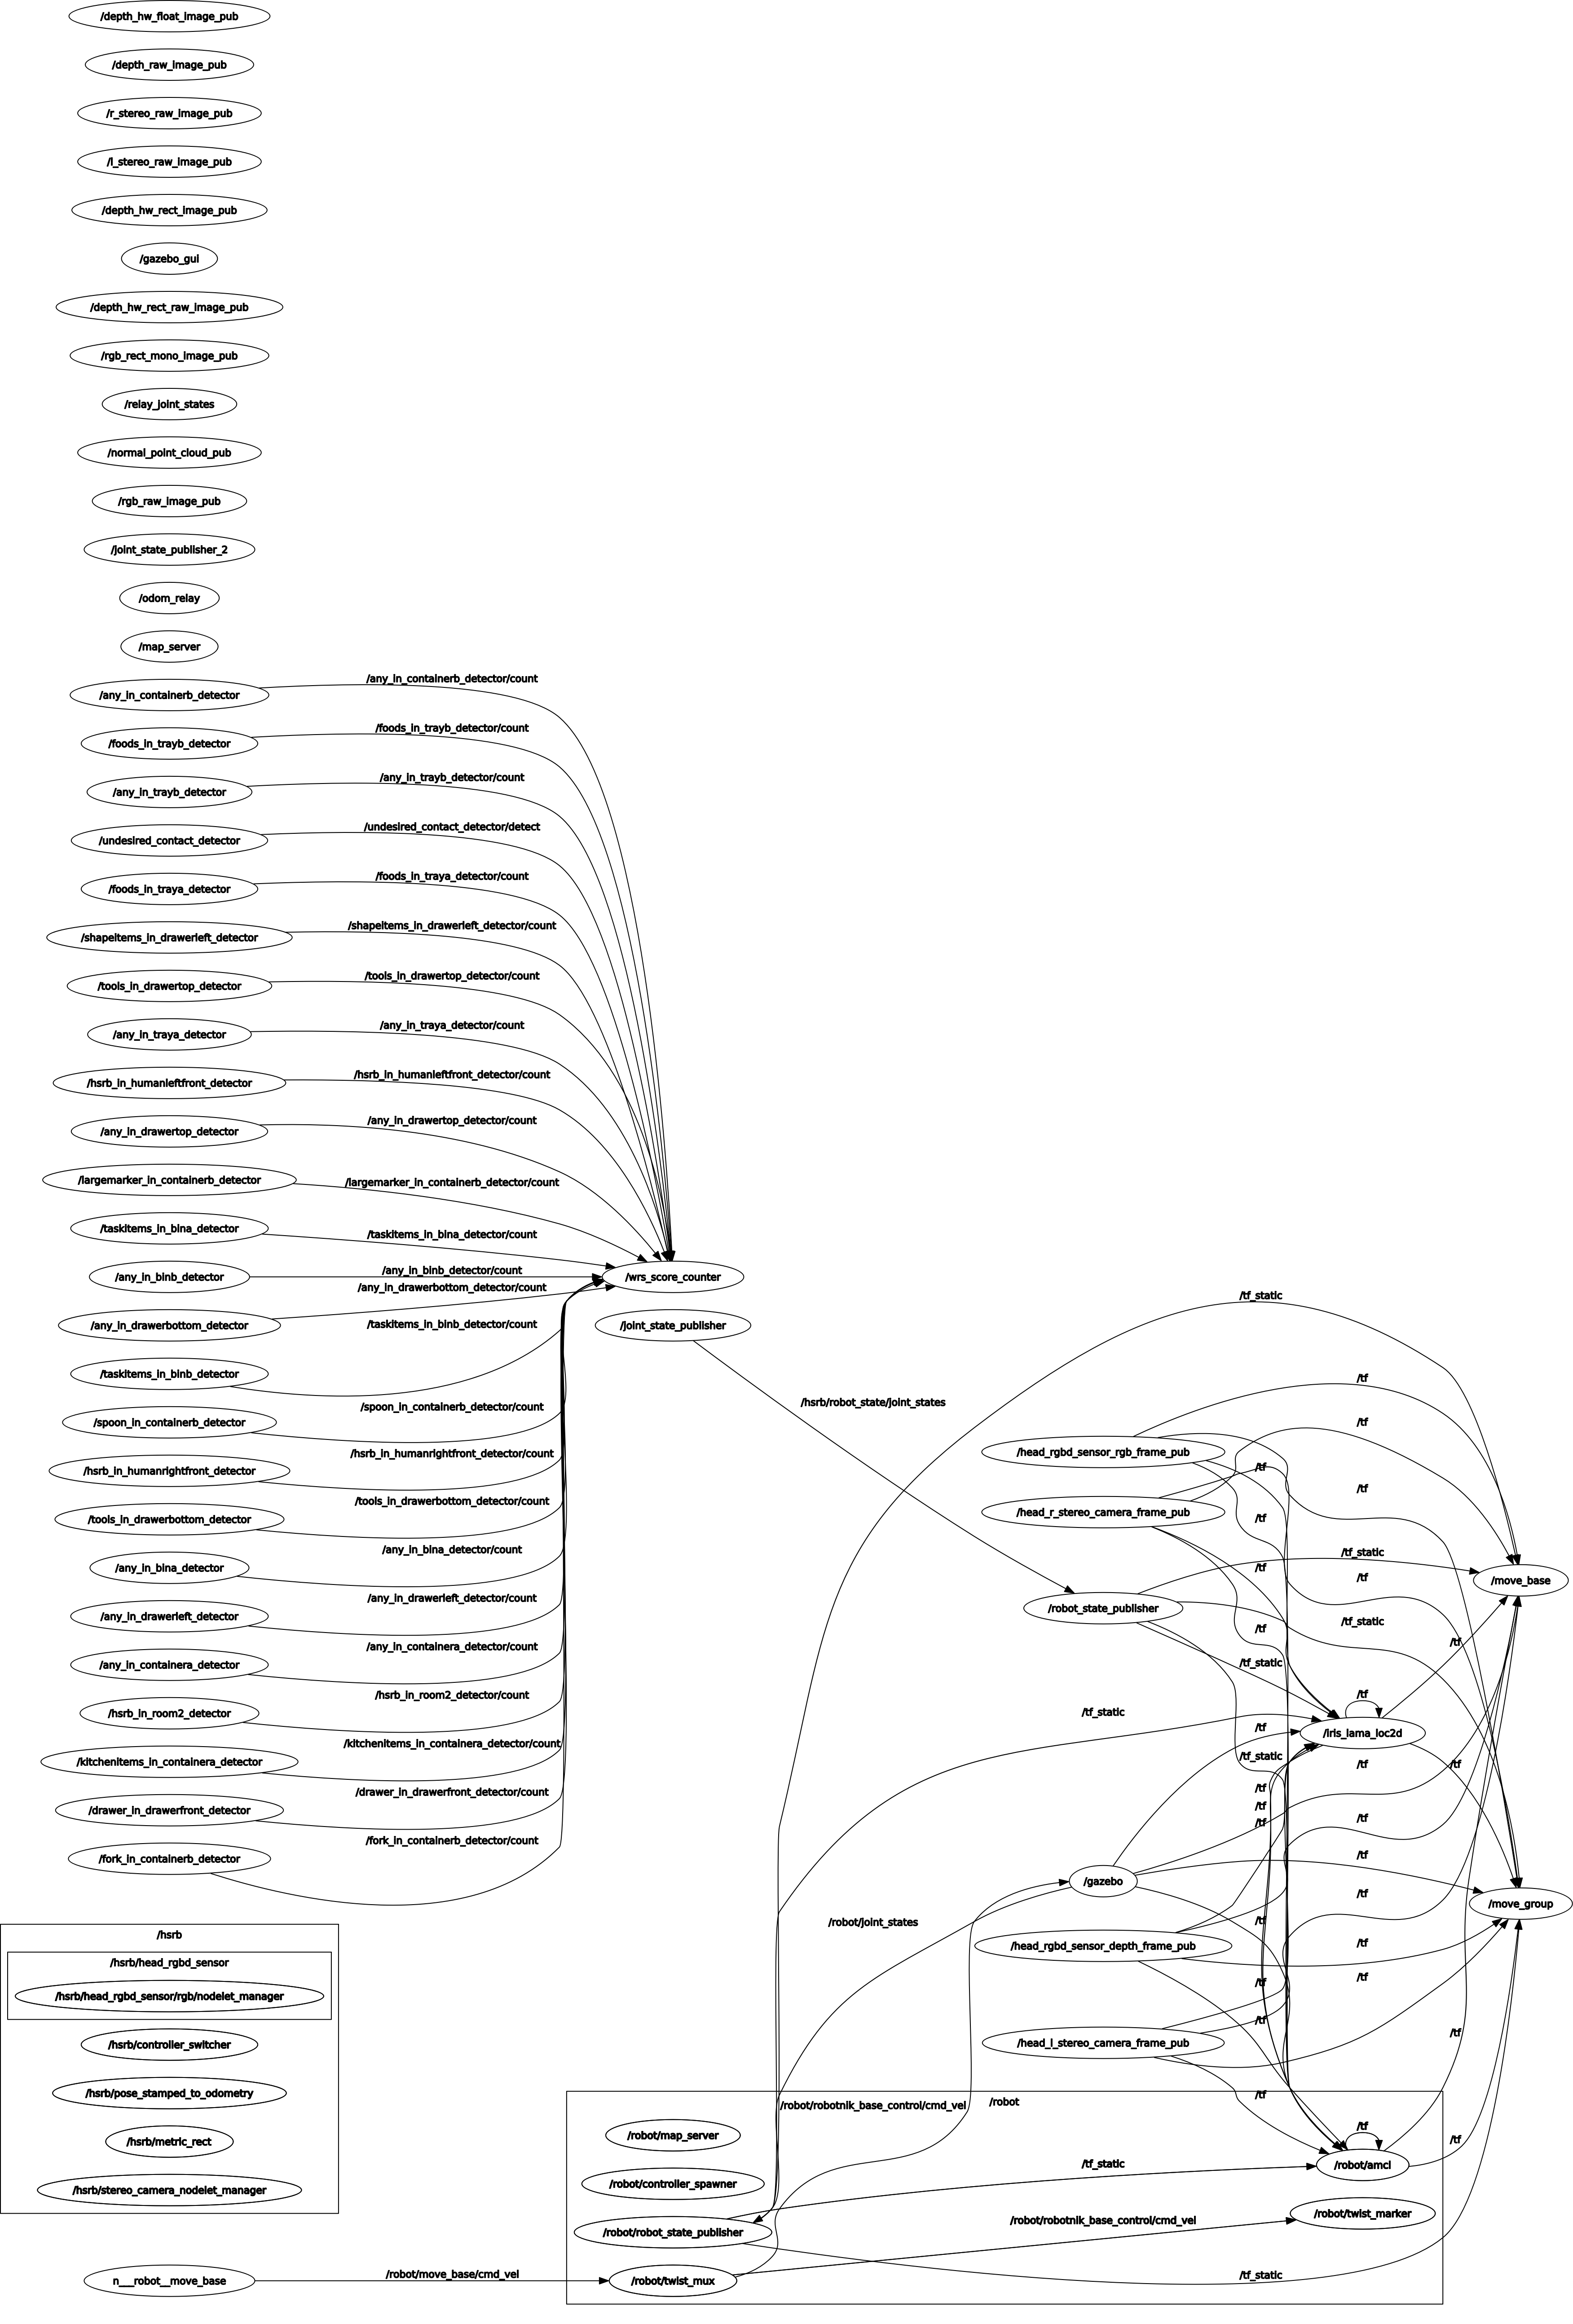 /depth_hw_float_image_pub
/depth_raw_image_pub
/r_stereo_raw_image_pub
/l_stereo_raw_image_pub
/depth_hw_rect_image_pub
/gazebo_gui
/depth_hw_rect_raw_image_pub
/rgb_rect_mono_image_pub
/relay_joint_states
/normal_point_cloud_pub
/rgb_raw_image_pub
/joint_state_publisher_2
/odom_relay
/map_server
/any_in_containerb_detector
/any_in_containerb_detector/count
/foods_in_trayb_detector
/foods_in_trayb_detector/count
/any_in_trayb_detector
/any_in_trayb_detector/count
/undesired_contact_detector
/undesired_contact_detector/detect
/foods_in_traya_detector
/foods_in_traya_detector/count
/shapeitems_in_drawerleft_detector
/shapeitems_in_drawerleft_detector/count
/tools_in_drawertop_detector
/tools_in_drawertop_detector/count
/any_in_traya_detector
/any_in_traya_detector/count
/hsrb_in_humanleftfront_detector
/hsrb_in_humanleftfront_detector/count
/any_in_drawertop_detector
/any_in_drawertop_detector/count
/largemarker_in_containerb_detector
/largemarker_in_containerb_detector/count
/taskitems_in_bina_detector
/taskitems_in_bina_detector/count
/any_in_binb_detector
/any_in_binb_detector/count
/wrs_score_counter
/any_in_drawerbottom_detector
/any_in_drawerbottom_detector/count
/joint_state_publisher
/taskitems_in_binb_detector
/taskitems_in_binb_detector/count
/spoon_in_containerb_detector
/spoon_in_containerb_detector/count
/hsrb_in_humanrightfront_detector
/hsrb_in_humanrightfront_detector/count
/tools_in_drawerbottom_detector
/tools_in_drawerbottom_detector/count
/any_in_bina_detector
/any_in_bina_detector/count
/any_in_drawerleft_detector
/any_in_drawerleft_detector/count
/any_in_containera_detector
/any_in_containera_detector/count
/hsrb_in_room2_detector
/hsrb_in_room2_detector/count
/kitchenitems_in_containera_detector
/kitchenitems_in_containera_detector/count
/drawer_in_drawerfront_detector
/drawer_in_drawerfront_detector/count
/fork_in_containerb_detector
/fork_in_containerb_detector/count
/hsrb
/hsrb/head_rgbd_sensor
/hsrb/head_rgbd_sensor/rgb/nodelet_manager
/hsrb/controller_switcher
/hsrb/pose_stamped_to_odometry
/hsrb/metric_rect
/hsrb/stereo_camera_nodelet_manager
n___robot__move_base
/robot/move_base/cmd_vel
/hsrb/robot_state/joint_states
/tf_static
/tf
/tf
/head_rgbd_sensor_rgb_frame_pub
/tf
/tf
/head_r_stereo_camera_frame_pub
/tf
/tf_static
/tf
/tf
/move_base
/robot_state_publisher
/tf_static
/tf
/tf
/tf_static
/tf
/tf_static
/tf
/iris_lama_loc2d
/tf_static
/tf
/tf
/tf
/tf
/tf
/tf
/tf
/gazebo
/tf
/tf
/move_group
/robot/joint_states
/tf
/head_rgbd_sensor_depth_frame_pub
/tf
/tf
/tf
/tf
/head_l_stereo_camera_frame_pub
/tf
/tf
/robot
/robot/robotnik_base_control/cmd_vel
/robot/map_server
/tf
/tf
/robot/amcl
/tf_static
/robot/controller_spawner
/robot/twist_marker
/robot/robotnik_base_control/cmd_vel
/robot/robot_state_publisher
/tf_static
/robot/twist_mux